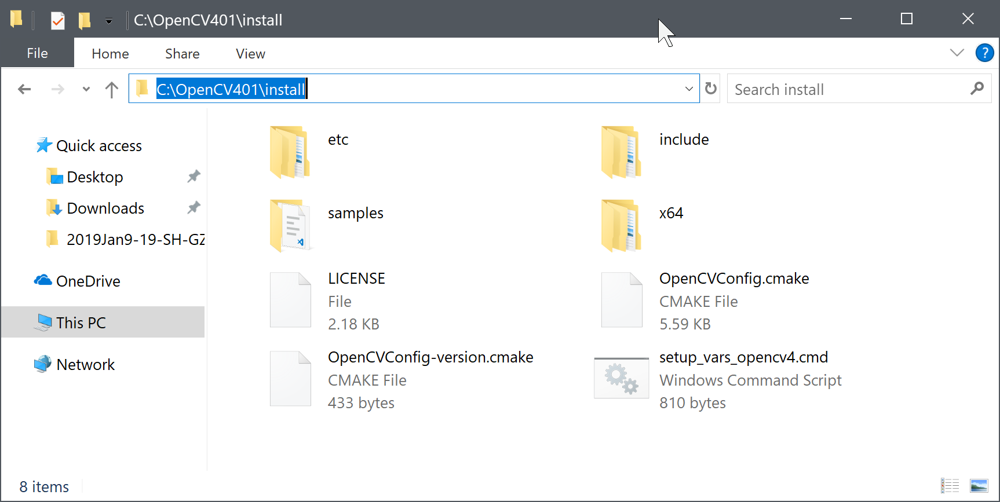 C:\OpenCV401\install
File Home Share View ?
C:\OpenCV401\install
Search install
Quick access
Desktop
Downloads
2019Jan9-19-SH-GZ
OneDrive
This PC
Network
etc
include
samples
x64
LICENSE
File
2.18 KB
OpenCVConfig.cmake
CMAKE File
5.59 KB
OpenCVConfig-version.cmake
CMAKE File
433 bytes
setup_vars_opencv4.cmd
Windows Command Script
810 bytes
8 items